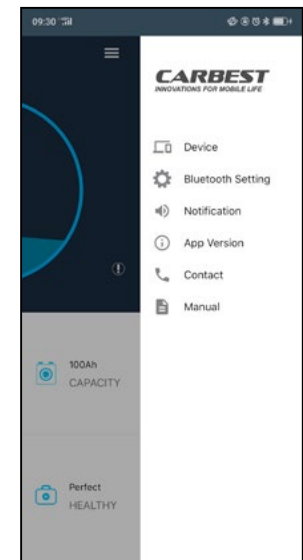 09:30
CARBEST
INNOVATIONS FOR MOBILE LIFE
Device
Bluetooth Setting
Notification
App Version
Contact
Manual
100Ah
CAPACITY
Perfect
HEALTHY